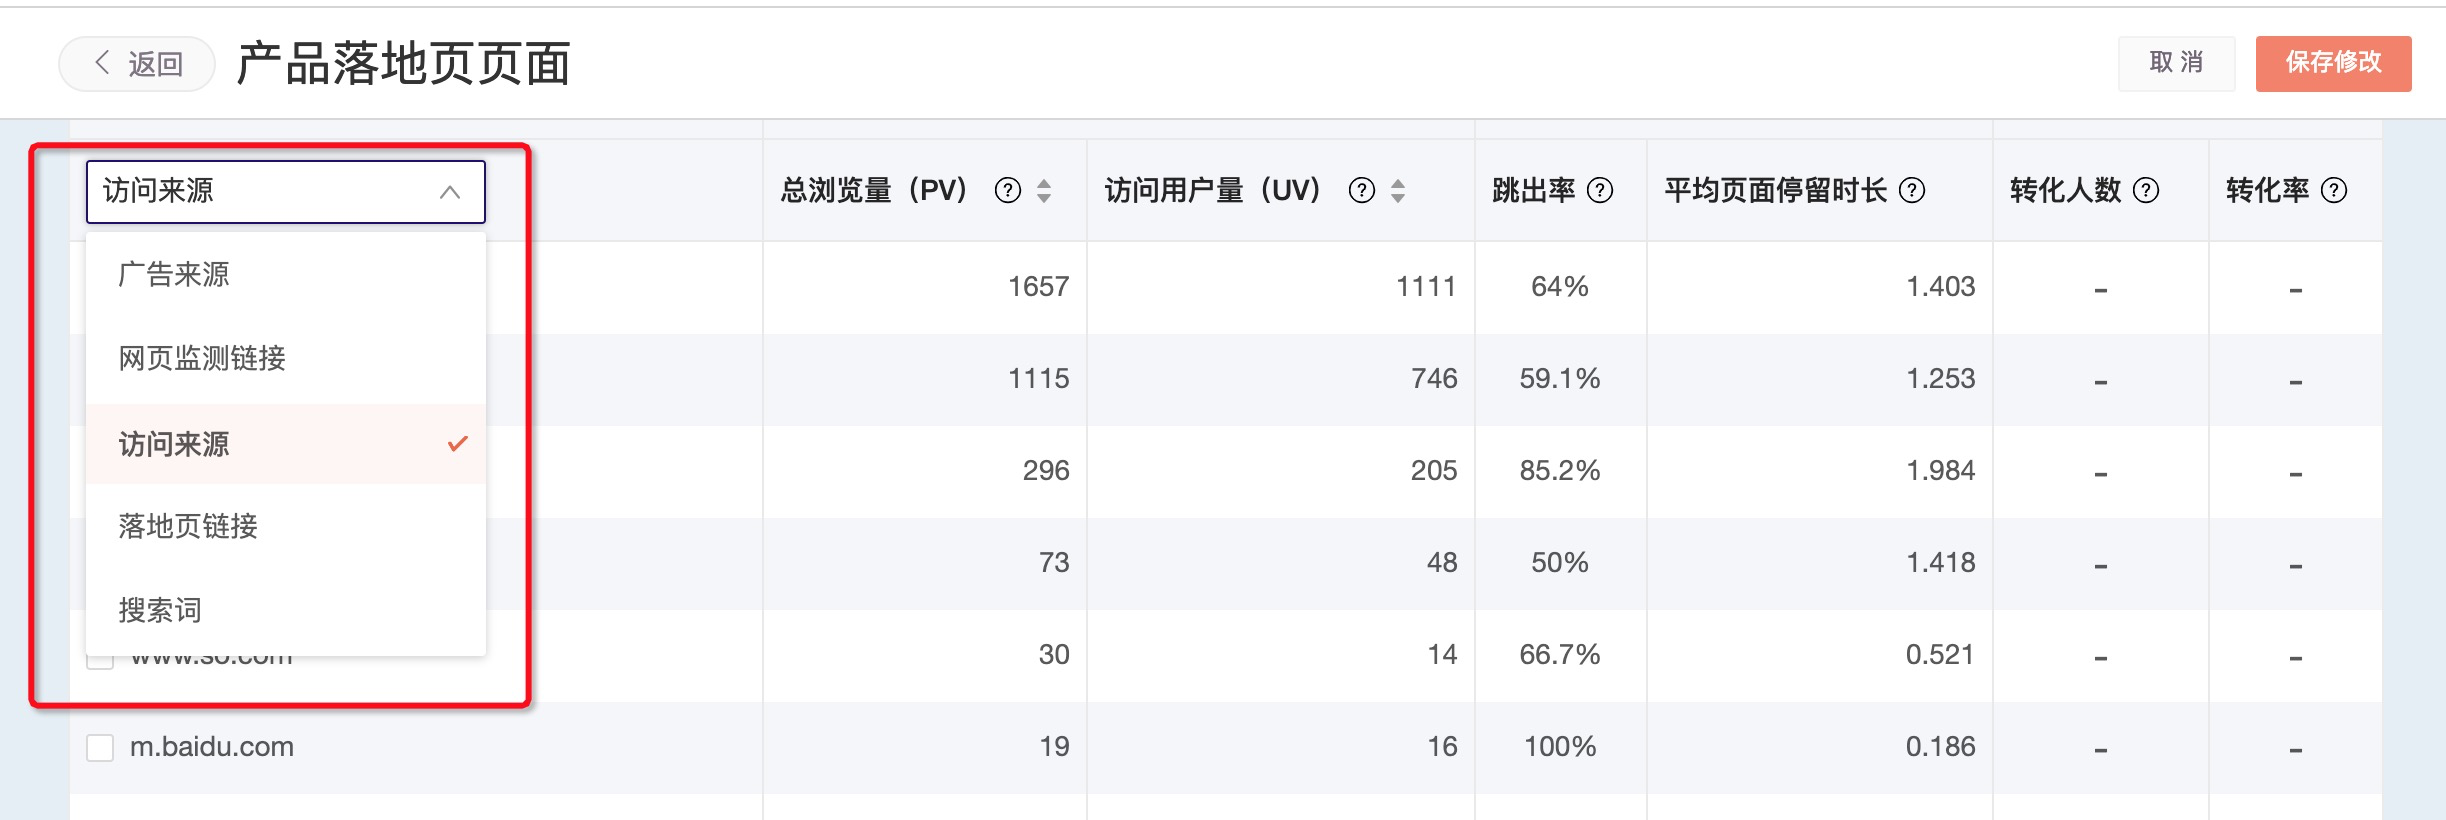 返回 产品落地页页面 取消 保存修改
访问来源 总浏览量（PV） 访问用户量（UV） 跳出率 平均页面停留时长 转化人数 转化率
广告来源
1657 1111 64% 1.403 - -
网页监测链接
1115 746 59.1% 1.253 - -
访问来源
296 205 85.2% 1.984 - -
落地页链接
73 48 50% 1.418 - -
搜索词
www.so.com 30 14 66.7% 0.521 - -
m.baidu.com 19 16 100% 0.186 - -